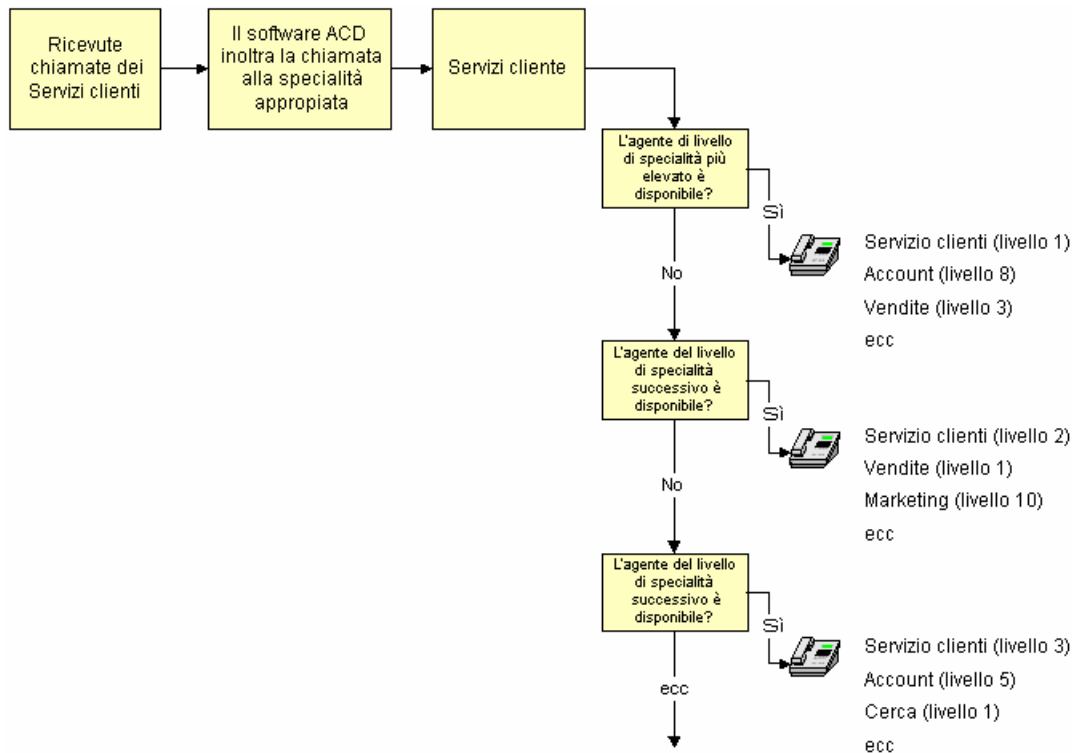 Ricevute
chiamate dei
Servizi clienti
Il software ACD
inoltra la chiamata
alla specialità
appropiata
Servizi cliente
L'agente di livello
di specialità più
elevato è
disponibile?
Sì
Servizio clienti (livello 1)
Account (livello 8)
Vendite (livello 3)
ecc
No
L'agente del livello
di specialità
successivo è
disponibile?
Sì
Servizio clienti (livello 2)
Vendite (livello 1)
Marketing (livello 10)
ecc
No
L'agente del livello
di specialità
successivo è
disponibile?
Sì
Servizio clienti (livello 3)
Account (livello 5)
Cerca (livello 1)
ecc
ecc